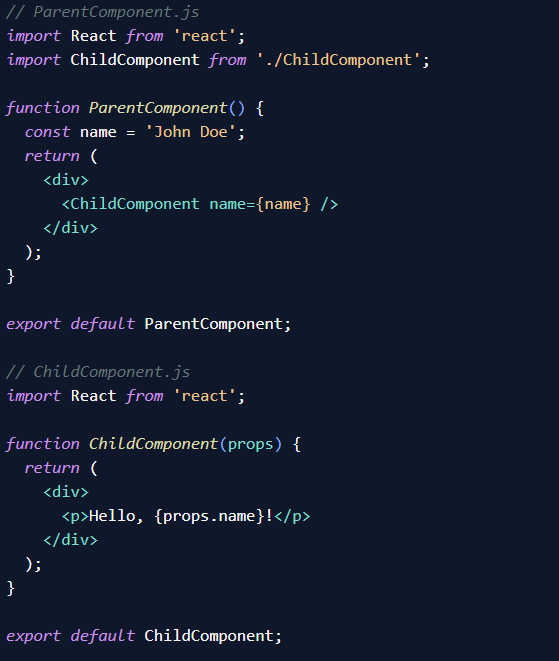 // ParentComponent.js
import React from 'react';
import ChildComponent from './ChildComponent';

function ParentComponent() {
  const name = 'John Doe';
  return (
    <div>
      <ChildComponent name={name} />
    </div>
  );
}

export default ParentComponent;

// ChildComponent.js
import React from 'react';

function ChildComponent(props) {
  return (
    <div>
      <p>Hello, {props.name}!</p>
    </div>
  );
}

export default ChildComponent;